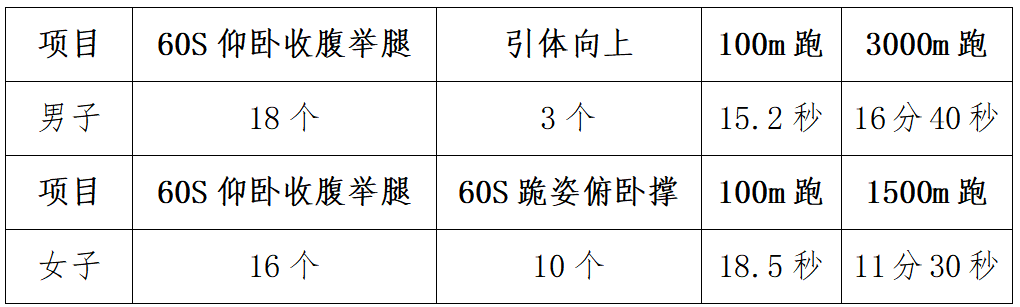 项目 60S 仰卧收腹举腿 引体向上 100m 跑 3000m 跑
男子 18 个 3 个 15.2 秒 16 分 40 秒
项目 60S 仰卧收腹举腿 60S 跪姿俯卧撑 100m 跑 1500m 跑
女子 16 个 10 个 18.5 秒 11 分 30 秒